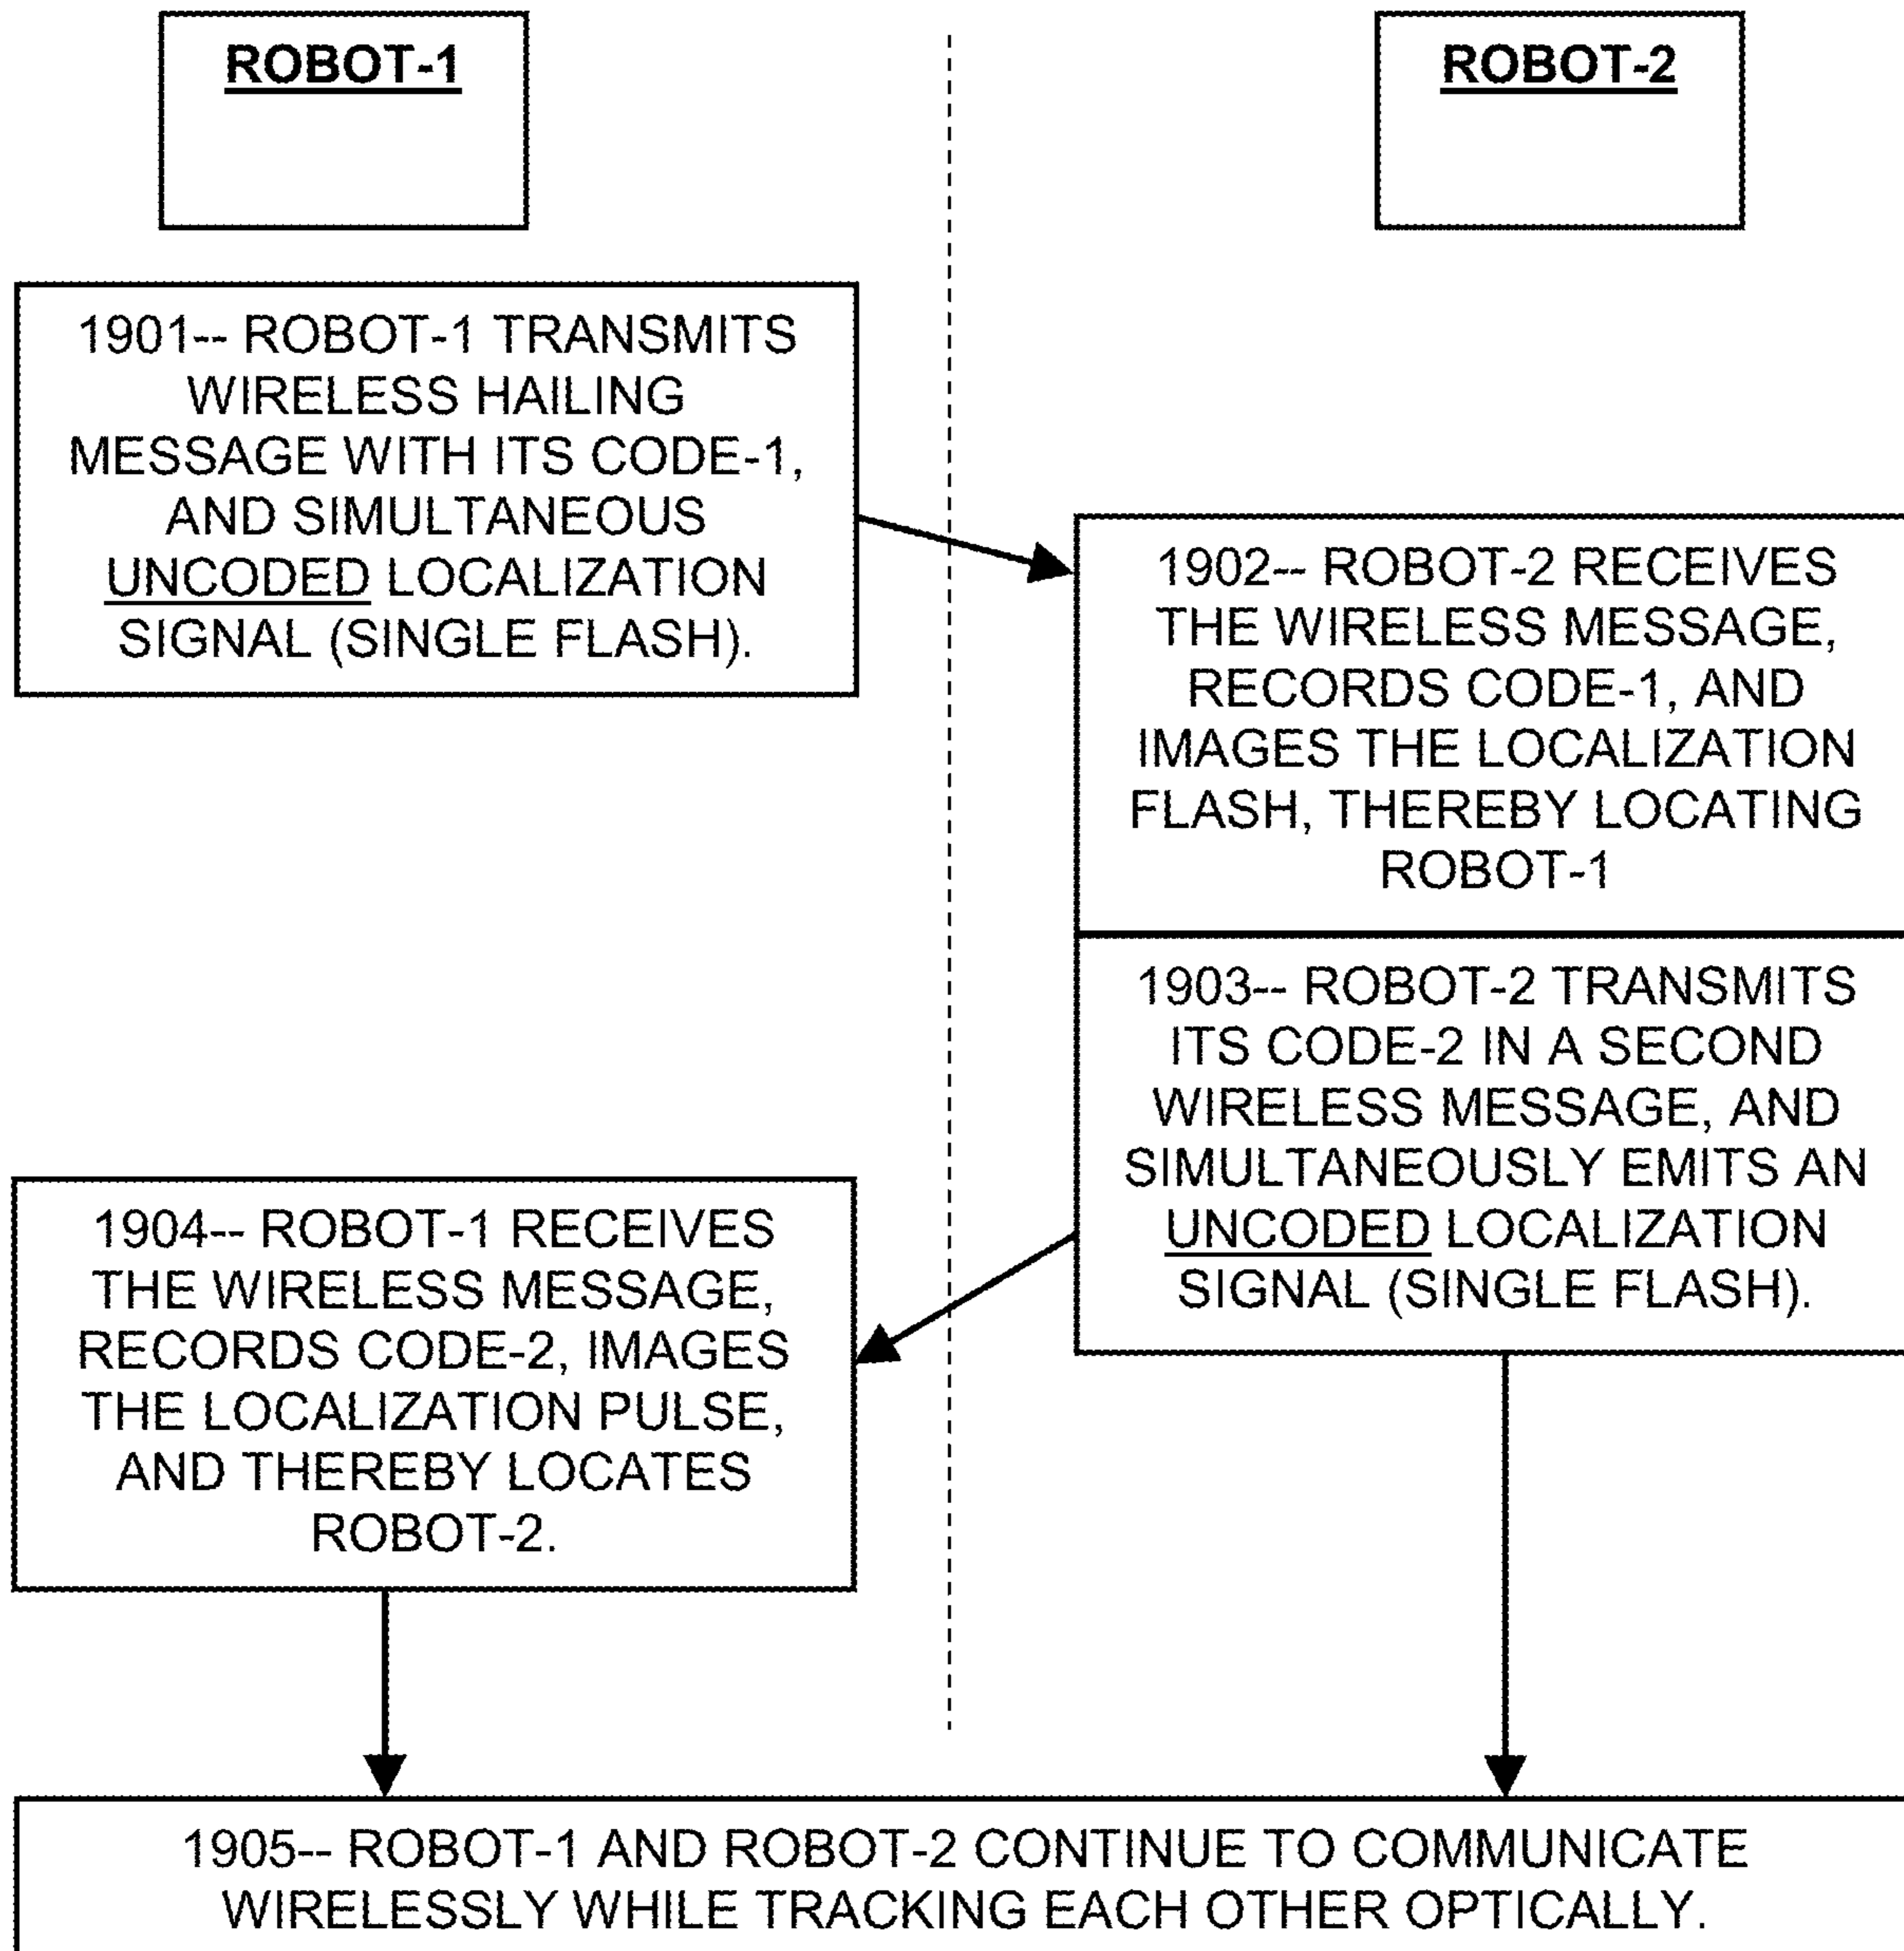 ROBOT-1
ROBOT-2
1901-- ROBOT-1 TRANSMITS
WIRELESS HAILING
MESSAGE WITH ITS CODE-1,
AND SIMULTANEOUS
UNCODED LOCALIZATION
SIGNAL (SINGLE FLASH).
1902-- ROBOT-2 RECEIVES
THE WIRELESS MESSAGE,
RECORDS CODE-1, AND
IMAGES THE LOCALIZATION
FLASH, THEREBY LOCATING
ROBOT-1
1903-- ROBOT-2 TRANSMITS
ITS CODE-2 IN A SECOND
WIRELESS MESSAGE, AND
SIMULTANEOUSLY EMITS AN
UNCODED LOCALIZATION
SIGNAL (SINGLE FLASH).
1904-- ROBOT-1 RECEIVES
THE WIRELESS MESSAGE,
RECORDS CODE-2, IMAGES
THE LOCALIZATION PULSE,
AND THEREBY LOCATES
ROBOT-2.
1905-- ROBOT-1 AND ROBOT-2 CONTINUE TO COMMUNICATE
WIRELESSLY WHILE TRACKING EACH OTHER OPTICALLY.